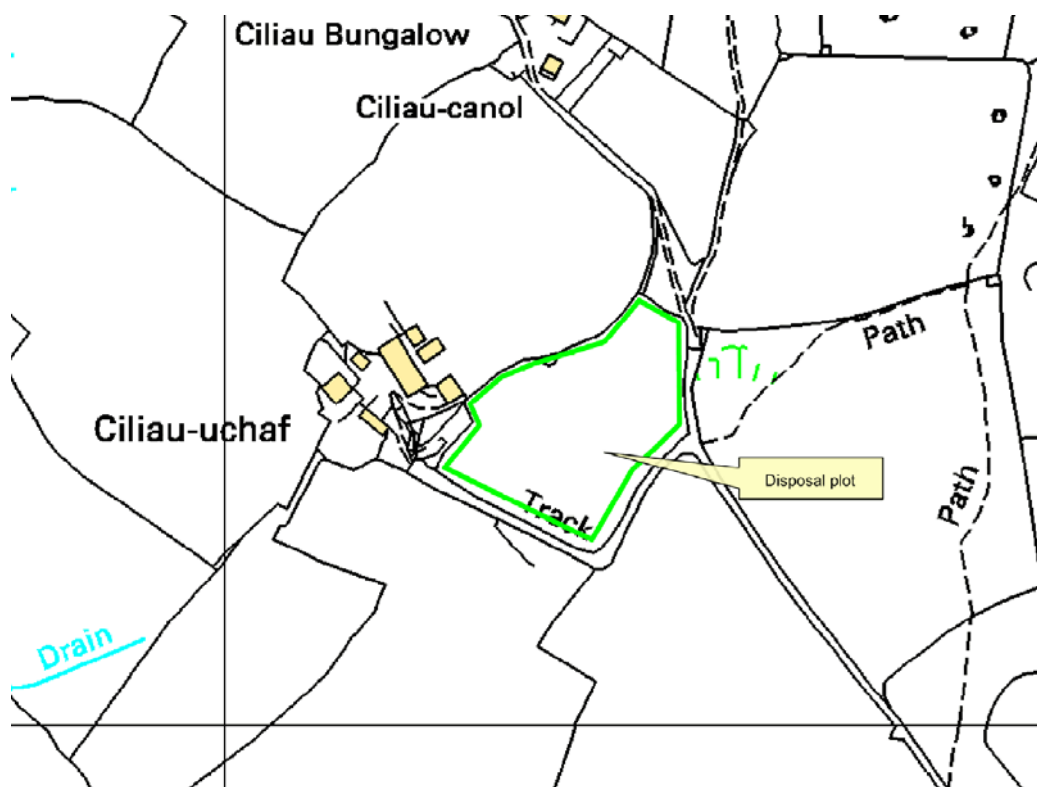 Ciliau Bungalow
Ciliau-canol
Path
Ciliau-uchaf
Disposal plot
Track
Path
Drain